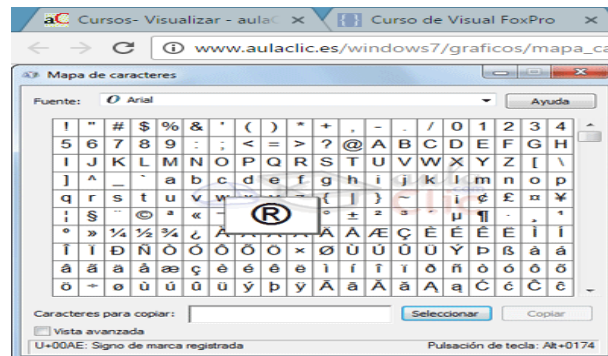 aC Cursos- Visualizar - aulaC × Curso de Visual FoxPro ×
www.aulaclic.es/windows7/graficos/mapa_ca
Mapa de caracteres
Fuente: O Arial Ayuda
! " # $ % & ' ( ) * + , - . / 0 1 2 3 4
5 6 7 8 9 : ; < = > ? @ A B C D E F G H
I J K L M N O P Q R S T U V W X Y Z [ \
] ^ _ ` a b c d e f g h i j k l m n o p
q r s t u v w { | } ~ ¡ ¢ £ ¤ ¥
¦ § ¨ © ª « ® ° ± ² ³ ´ µ ¶ · ¸ ¹
º » ¼ ½ ¾ ¿ Ä Å Æ Ç È É Ê Ë Ì Í
Î Ï Ð Ñ Ò Ó Ô Õ Ö × Ø Ù Ú Û Ü Ý Þ ß à á
â ã ä å æ ç è é ê ë ì í î ï ð ñ ò ó ô õ
ö ÷ ø ù ú û ü ý þ ÿ Ā ā Ă ă Ą ą Ć ć Ĉ ĉ
Caracteres para copiar: Seleccionar Copiar
Vista avanzada
U+00AE: Signo de marca registrada Pulsación de tecla: Alt+0174